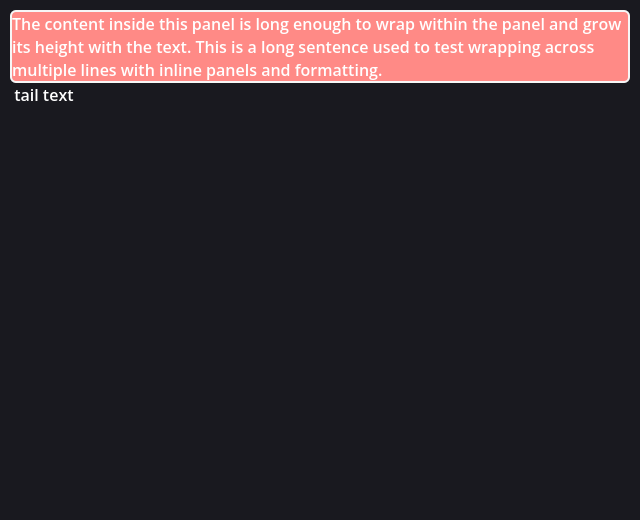 The content inside this panel is long enough to wrap within the panel and grow
its height with the text. This is a long sentence used to test wrapping across
multiple lines with inline panels and formatting.
tail text